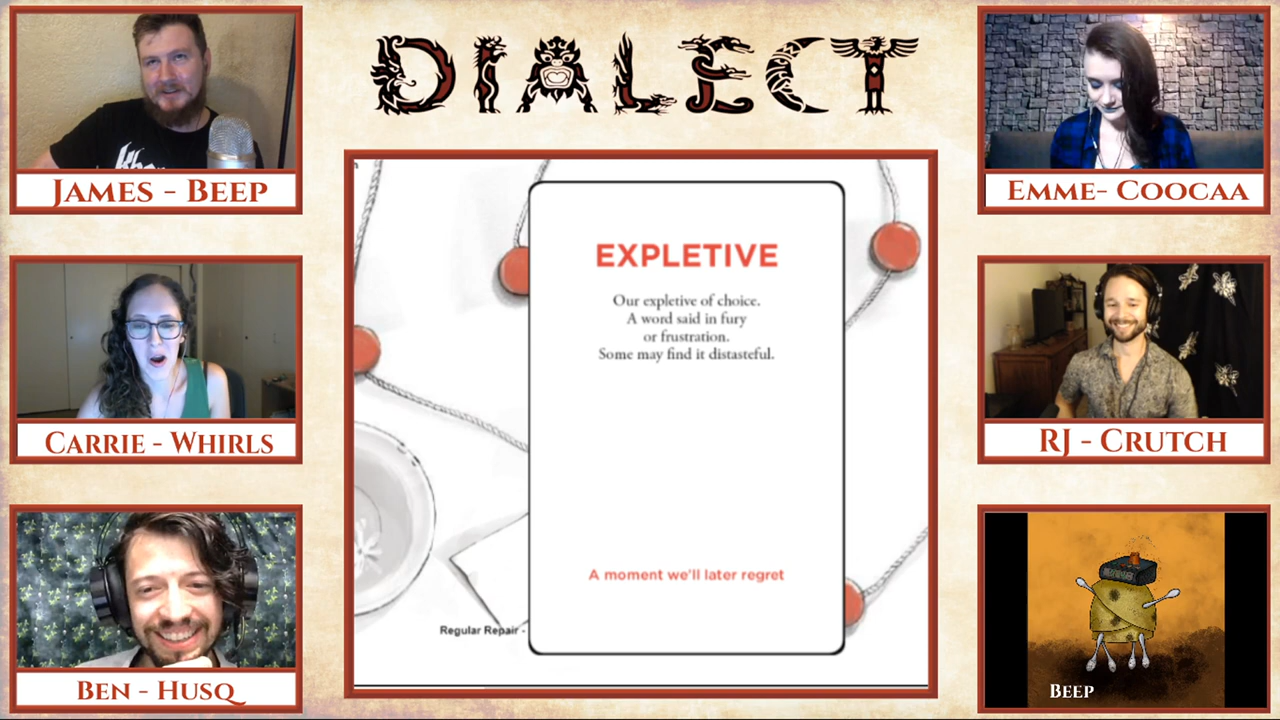 DIALECT
JAMES - BEEP
EMME- COOCAA
EXPLETIVE
Our expletive of choice.
A word said in fury
or frustration.
Some may find it distasteful.
CARRIE - WHIRLS
RJ - CRUTCH
A moment we'll later regret
Regular Repair -
BEN - HUSQ
BEEP